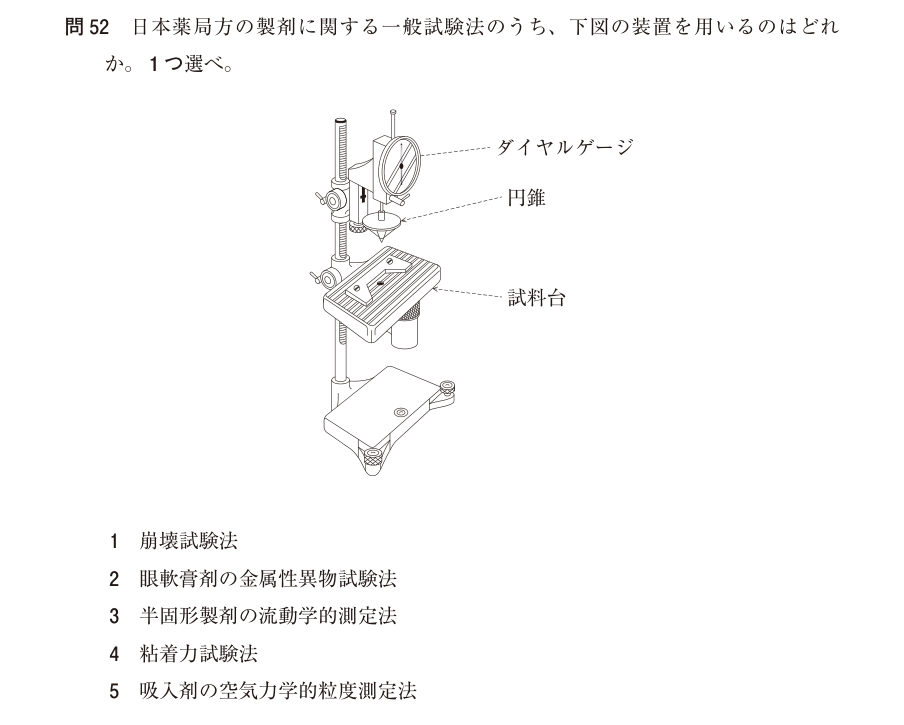 問 52 日本薬局方の製剤に関する一般試験法のうち、下図の装置を用いるのはどれ
か。1つ選べ。
ダイヤルゲージ
円錐
試料台
1 崩壊試験法
2 眼軟膏剤の金属性異物試験法
3 半固形製剤の流動学的測定法
4 粘着力試験法
5 吸入剤の空気力学的粒度測定法